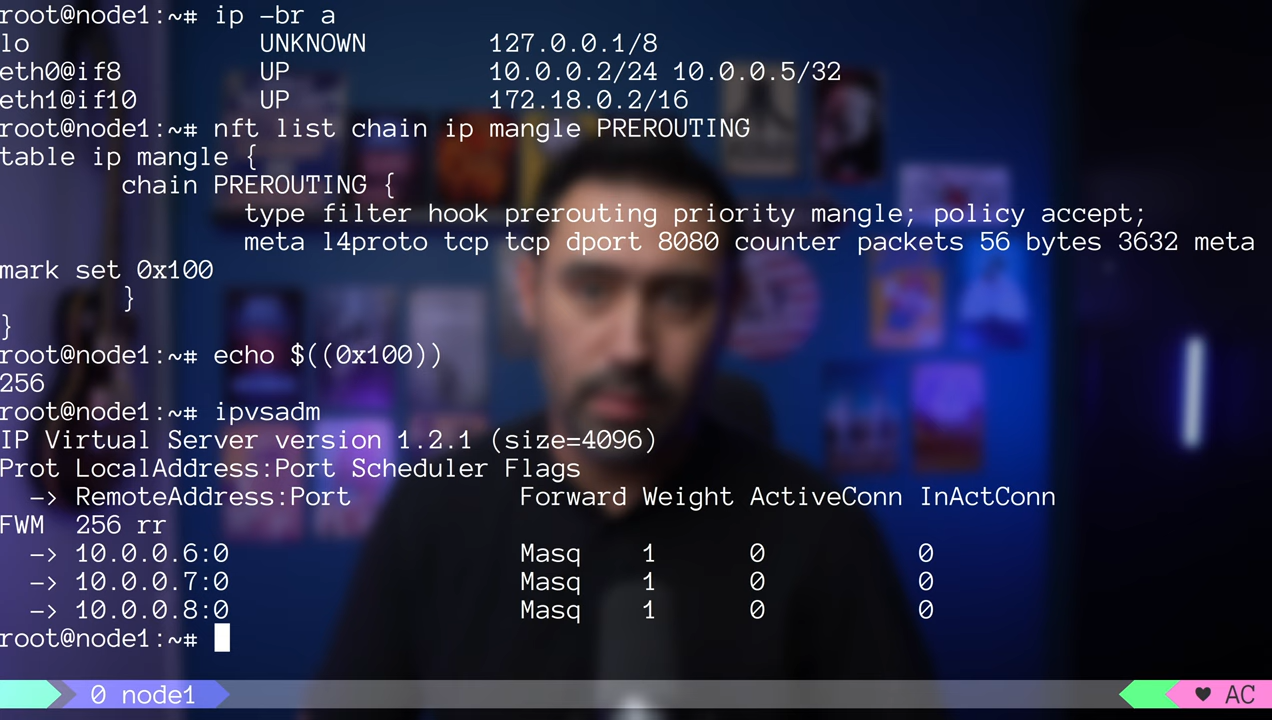 root@node1:~# ip -br a
lo               UNKNOWN        127.0.0.1/8
eth0@if8         UP             10.0.0.2/24 10.0.0.5/32
eth1@if10        UP             172.18.0.2/16
root@node1:~# nft list chain ip mangle PREROUTING
table ip mangle {
        chain PREROUTING {
                type filter hook prerouting priority mangle; policy accept;
                meta l4proto tcp tcp dport 8080 counter packets 56 bytes 3632 meta
mark set 0x100
        }
}
root@node1:~# echo $((0x100))
256
root@node1:~# ipvsadm
IP Virtual Server version 1.2.1 (size=4096)
Prot LocalAddress:Port Scheduler Flags
  -> RemoteAddress:Port           Forward Weight ActiveConn InActConn
FWM  256 rr
  -> 10.0.0.6:0                   Masq    1      0          0
  -> 10.0.0.7:0                   Masq    1      0          0
  -> 10.0.0.8:0                   Masq    1      0          0
root@node1:~#
0 node1 ♥ AC